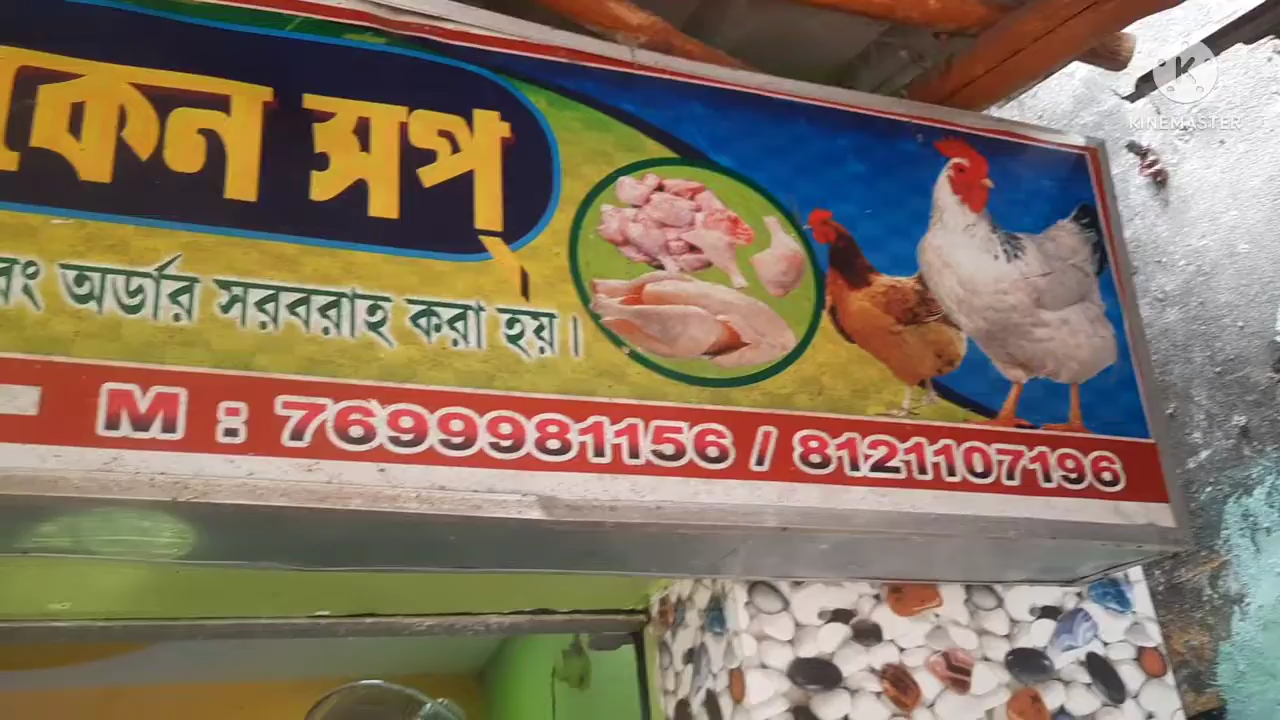 কেন সপ্
বং অর্ডার সরবরাহ করা হয়।
M : 7699981156 / 8121107196
K
KINEMASTER